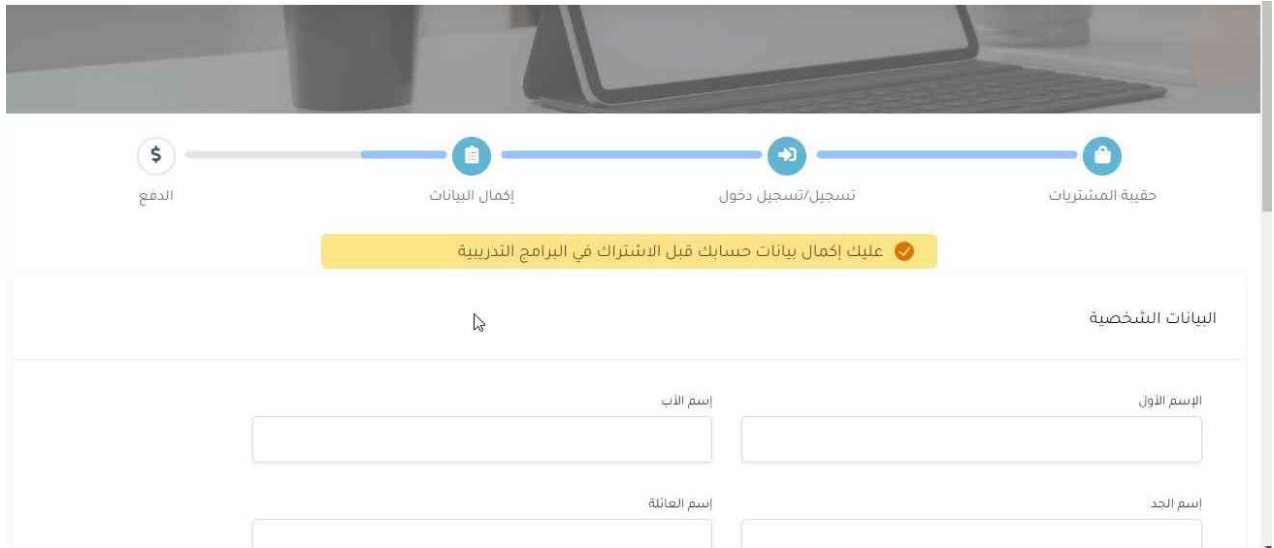 حقيبة المشتريات
تسجيل/تسجيل دخول
إكمال البيانات
الدفع
عليك إكمال بيانات حسابك قبل الاشتراك في البرامج التدريبية
البيانات الشخصية
الإسم الأول
إسم الأب
إسم الجد
إسم العائلة